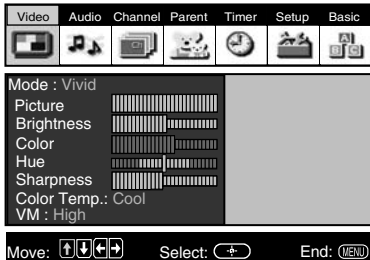 Video Audio Channel Parent Timer Setup Basic
A
B C
Mode : Vivid
Picture
Brightness
Color
Hue
Sharpness
Color Temp.: Cool
VM : High
Move: Select: End: MENU